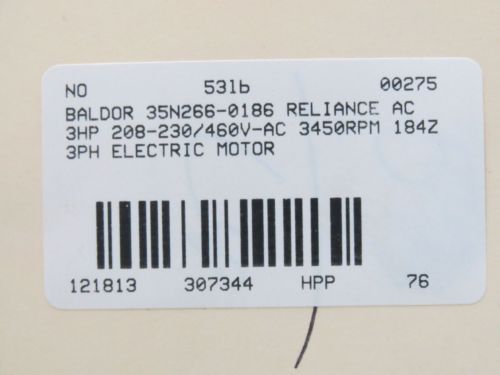 NO 53lb 00275
BALDOR 35N266-0186 RELIANCE AC
3HP 208-230/460V-AC 3450RPM 184Z
3PH ELECTRIC MOTOR
121813 307344 HPP 76